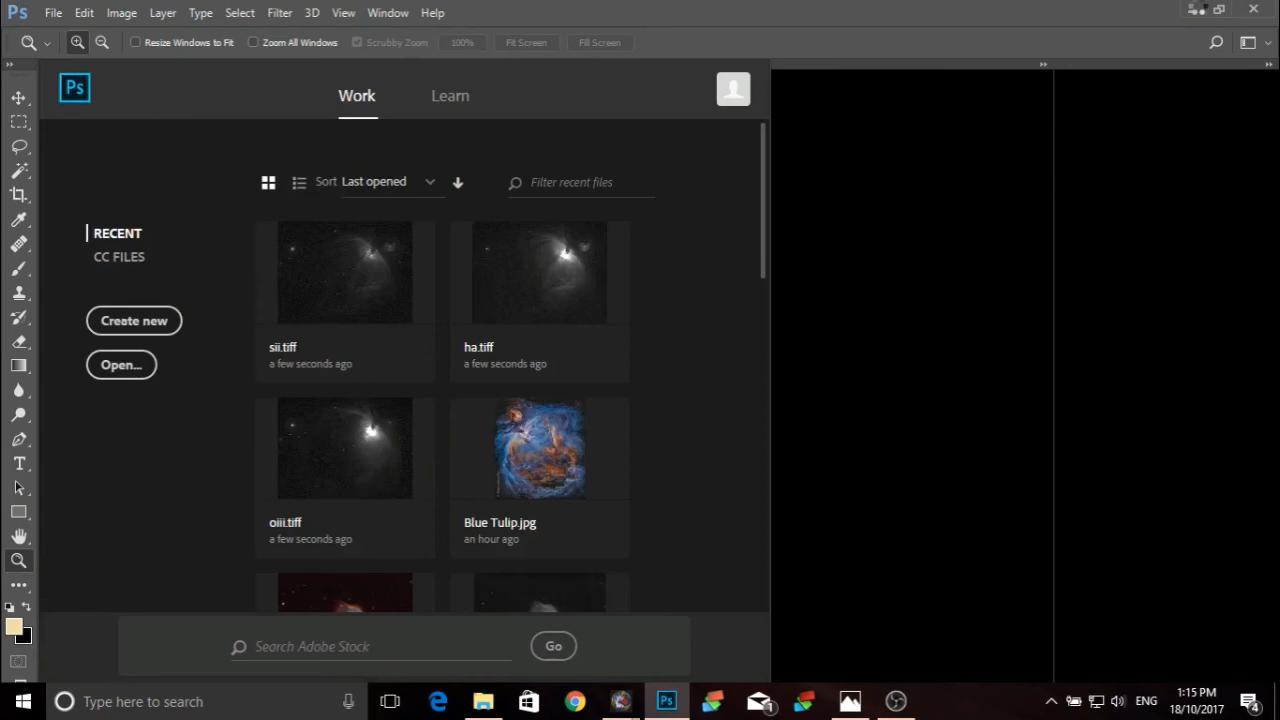 Ps File Edit Image Layer Type Select Filter 3D View Window Help
Resize Windows to Fit Zoom All Windows Scrubby Zoom 100% Fit Screen Fill Screen
Ps Work Learn
Sort Last opened Filter recent files
RECENT
CC FILES
Create new
Open...
sii.tiff
a few seconds ago
ha.tiff
a few seconds ago
oiii.tiff
a few seconds ago
Blue Tulip.jpg
an hour ago
Search Adobe Stock Go
T
Type here to search
e
Ps
1
ENG
1:15 PM
18/10/2017
4